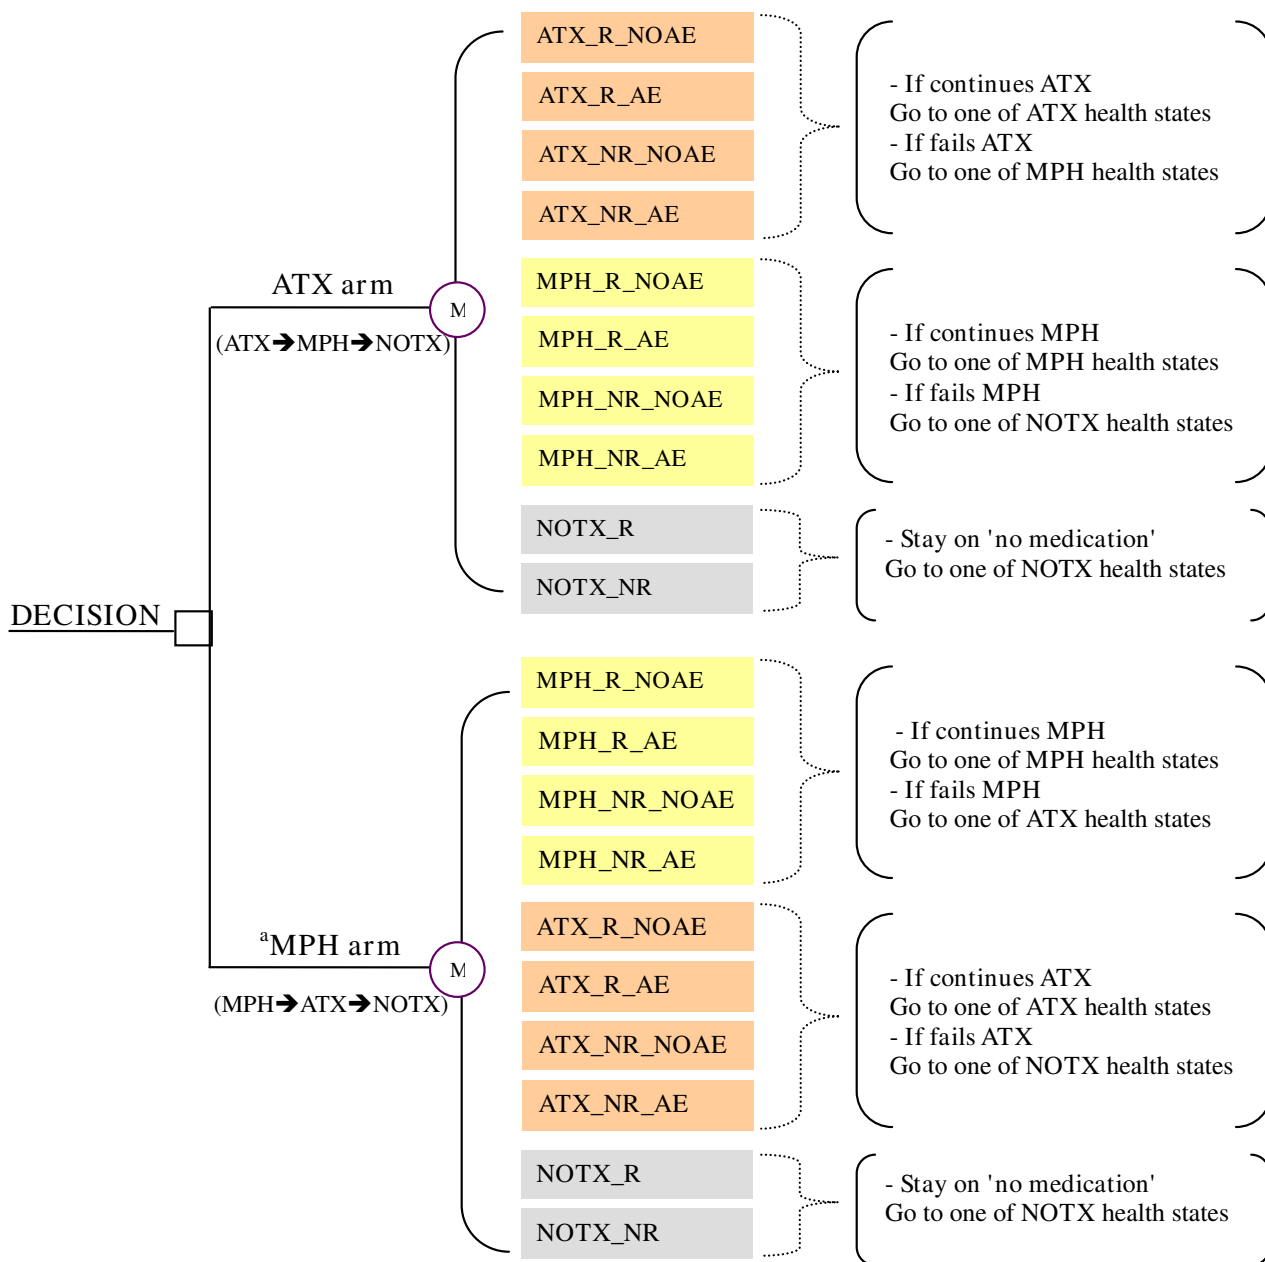 DECISION
ATX arm
(ATX➔MPH➔NOTX)
M
ATX_R_NOAE
ATX_R_AE
ATX_NR_NOAE
ATX_NR_AE
- If continues ATX
Go to one of ATX health states
- If fails ATX
Go to one of MPH health states
MPH_R_NOAE
MPH_R_AE
MPH_NR_NOAE
MPH_NR_AE
- If continues MPH
Go to one of MPH health states
- If fails MPH
Go to one of NOTX health states
NOTX_R
NOTX_NR
- Stay on 'no medication'
Go to one of NOTX health states
ᵃMPH arm
(MPH➔ATX➔NOTX)
M
MPH_R_NOAE
MPH_R_AE
MPH_NR_NOAE
MPH_NR_AE
- If continues MPH
Go to one of MPH health states
- If fails MPH
Go to one of ATX health states
ATX_R_NOAE
ATX_R_AE
ATX_NR_NOAE
ATX_NR_AE
- If continues ATX
Go to one of ATX health states
- If fails ATX
Go to one of NOTX health states
NOTX_R
NOTX_NR
- Stay on 'no medication'
Go to one of NOTX health states